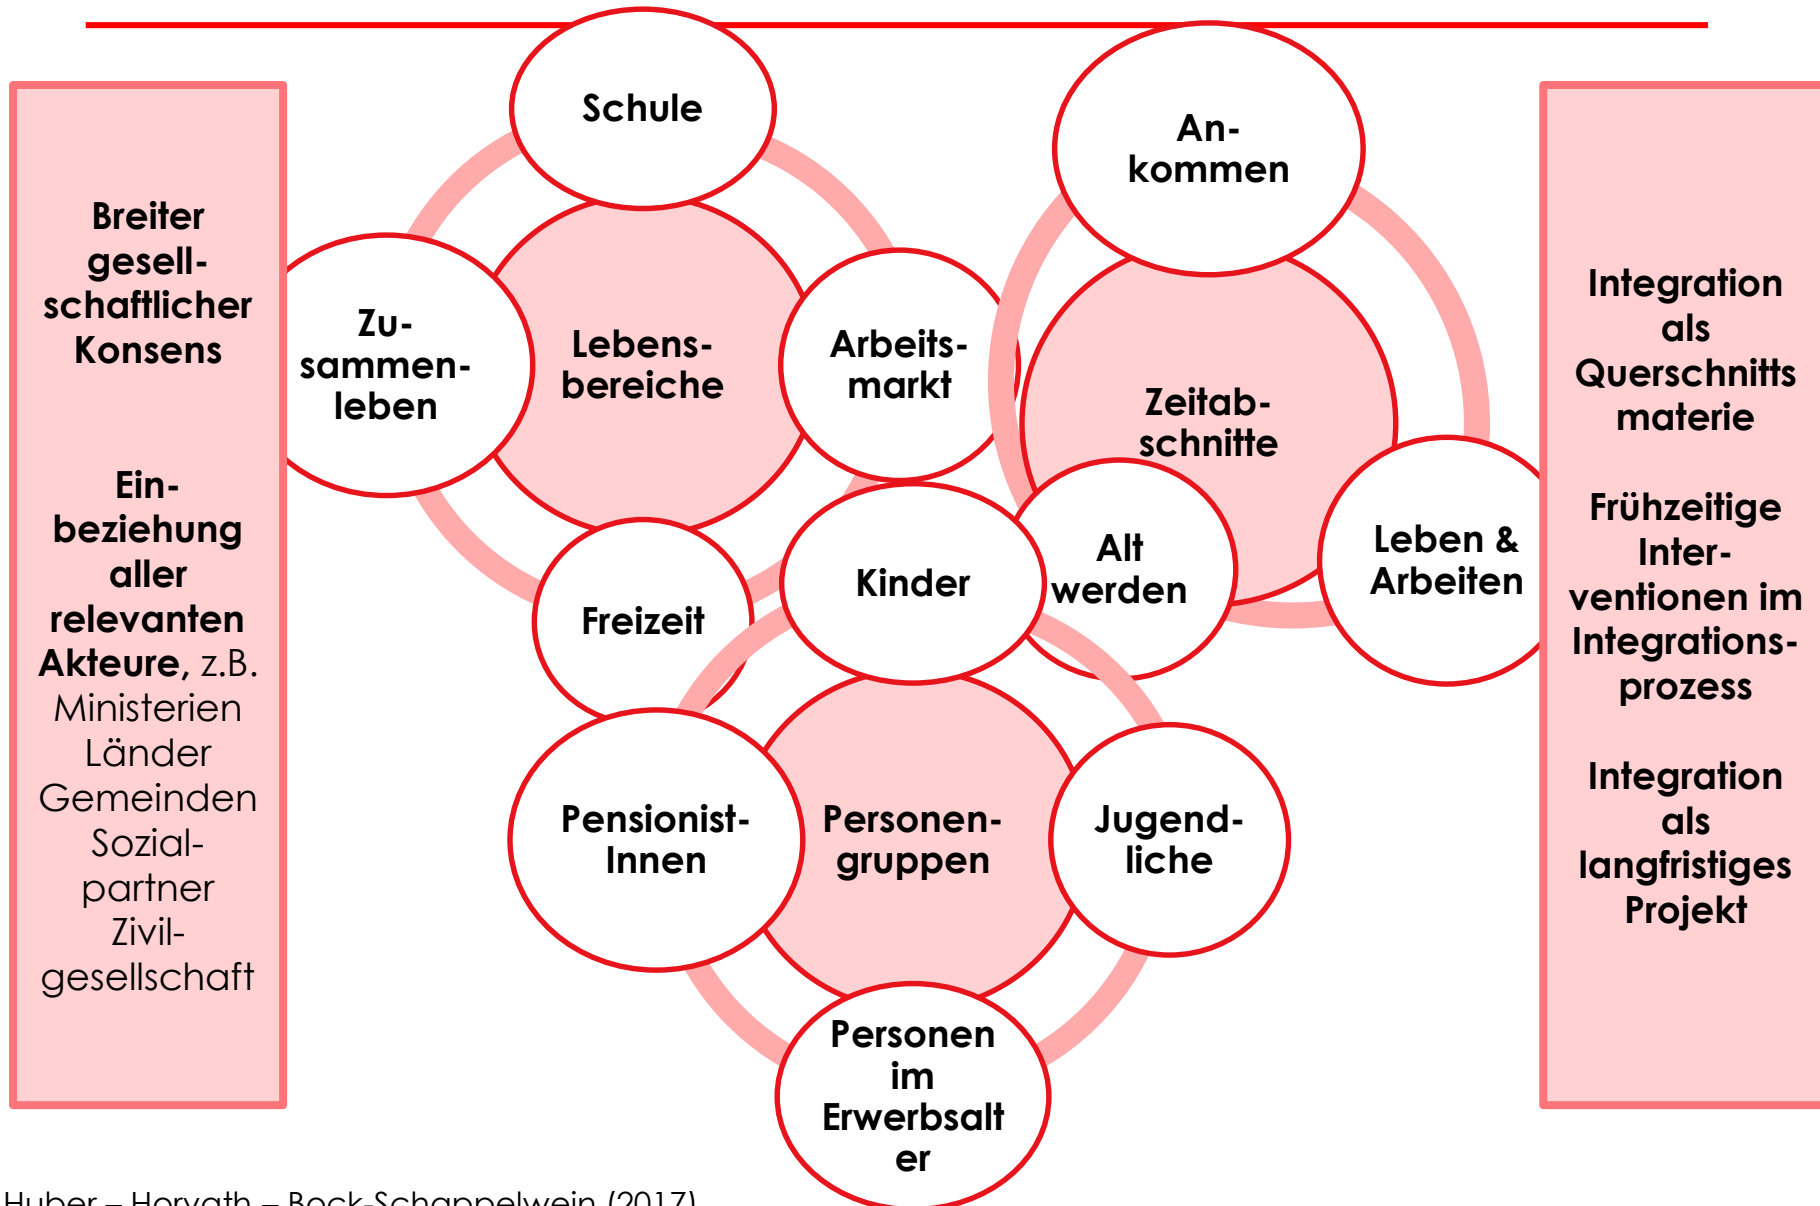 Breiter
gesell-
schaftlicher
Konsens
Ein-
beziehung
aller
relevanten
Akteure, z.B.
Ministerien
Länder
Gemeinden
Sozial-
partner
Zivil-
gesellschaft
Schule
Zu-
sammen-
leben
Lebens-
bereiche
Arbeits-
markt
Freizeit
An-
kommen
Zeitab-
schnitte
Alt
werden
Leben &
Arbeiten
Kinder
Pensionist-
Innen
Personen-
gruppen
Jugend-
liche
Personen
im
Erwerbsalt
er
Integration
als
Querschnitts
materie
Frühzeitige
Inter-
ventionen im
Integrations-
prozess
Integration
als
langfristiges
Projekt
Huber – Horvath – Bock-Schappelwein (2017)